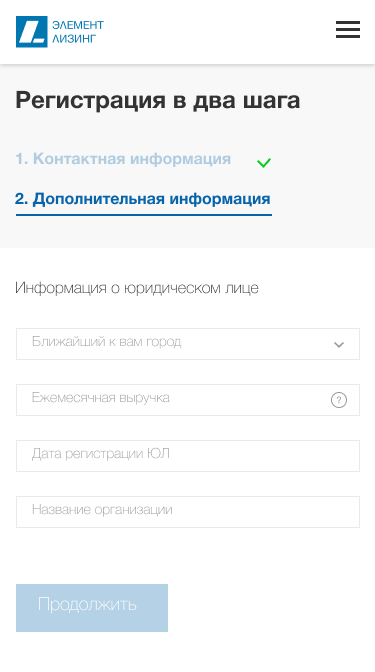 ЭЛЕМЕНТ
ЛИЗИНГ
Регистрация в два шага
1. Контактная информация
2. Дополнительная информация
Информация о юридическом лице
Ближайший к вам город
Ежемесячная выручка
?
Дата регистрации ЮЛ
Название организации
Продолжить